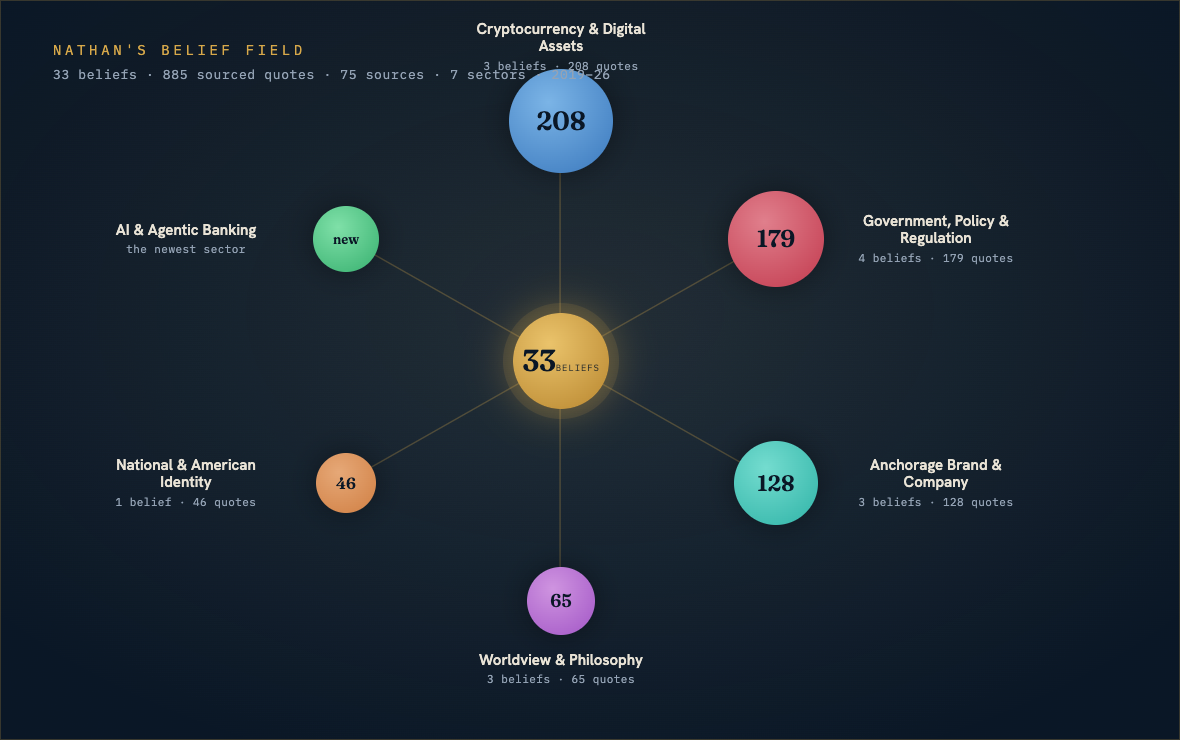 NATHAN'S BELIEF FIELD
33 beliefs · 885 sourced quotes · 75 sources · 7 sectors · 2019–26
Cryptocurrency & Digital
Assets
3 beliefs · 208 quotes
208
AI & Agentic Banking
the newest sector
new
179
Government, Policy &
Regulation
4 beliefs · 179 quotes
33 BELIEFS
National & American
Identity
1 belief · 46 quotes
46
128
Anchorage Brand &
Company
3 beliefs · 128 quotes
65
Worldview & Philosophy
3 beliefs · 65 quotes